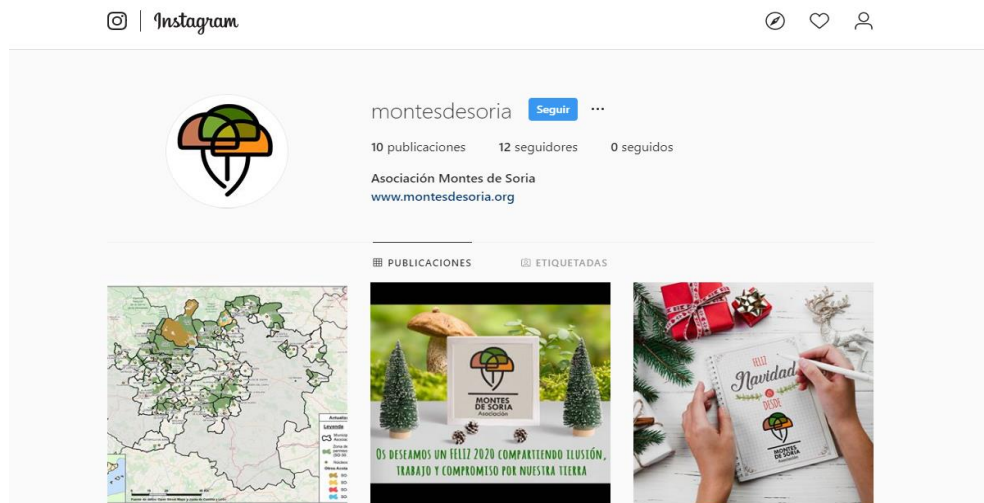 Instagram
montesdesoria Seguir ...
10 publicaciones 12 seguidores 0 seguidos
Asociación Montes de Soria
www.montesdesoria.org
PUBLICACIONES ETIQUETADAS
Leyenda
MONTES
DE SORIA
Asociación
OS DESEAMOS UN FELIZ 2020 COMPARTIENDO ILUSIÓN,
TRABAJO Y COMPROMISO POR NUESTRA TIERRA
FELIZ
Navidad
DESDE
MONTES
DE SORIA
Asociación